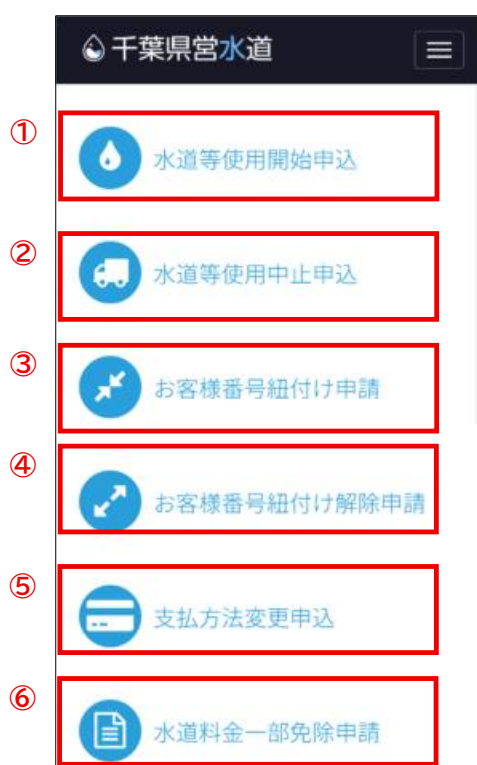 千葉県営水道
①
水道等使用開始申込
②
水道等使用中止申込
③
お客様番号紐付け申請
④
お客様番号紐付け解除申請
⑤
支払方法変更申込
⑥
水道料金一部免除申請